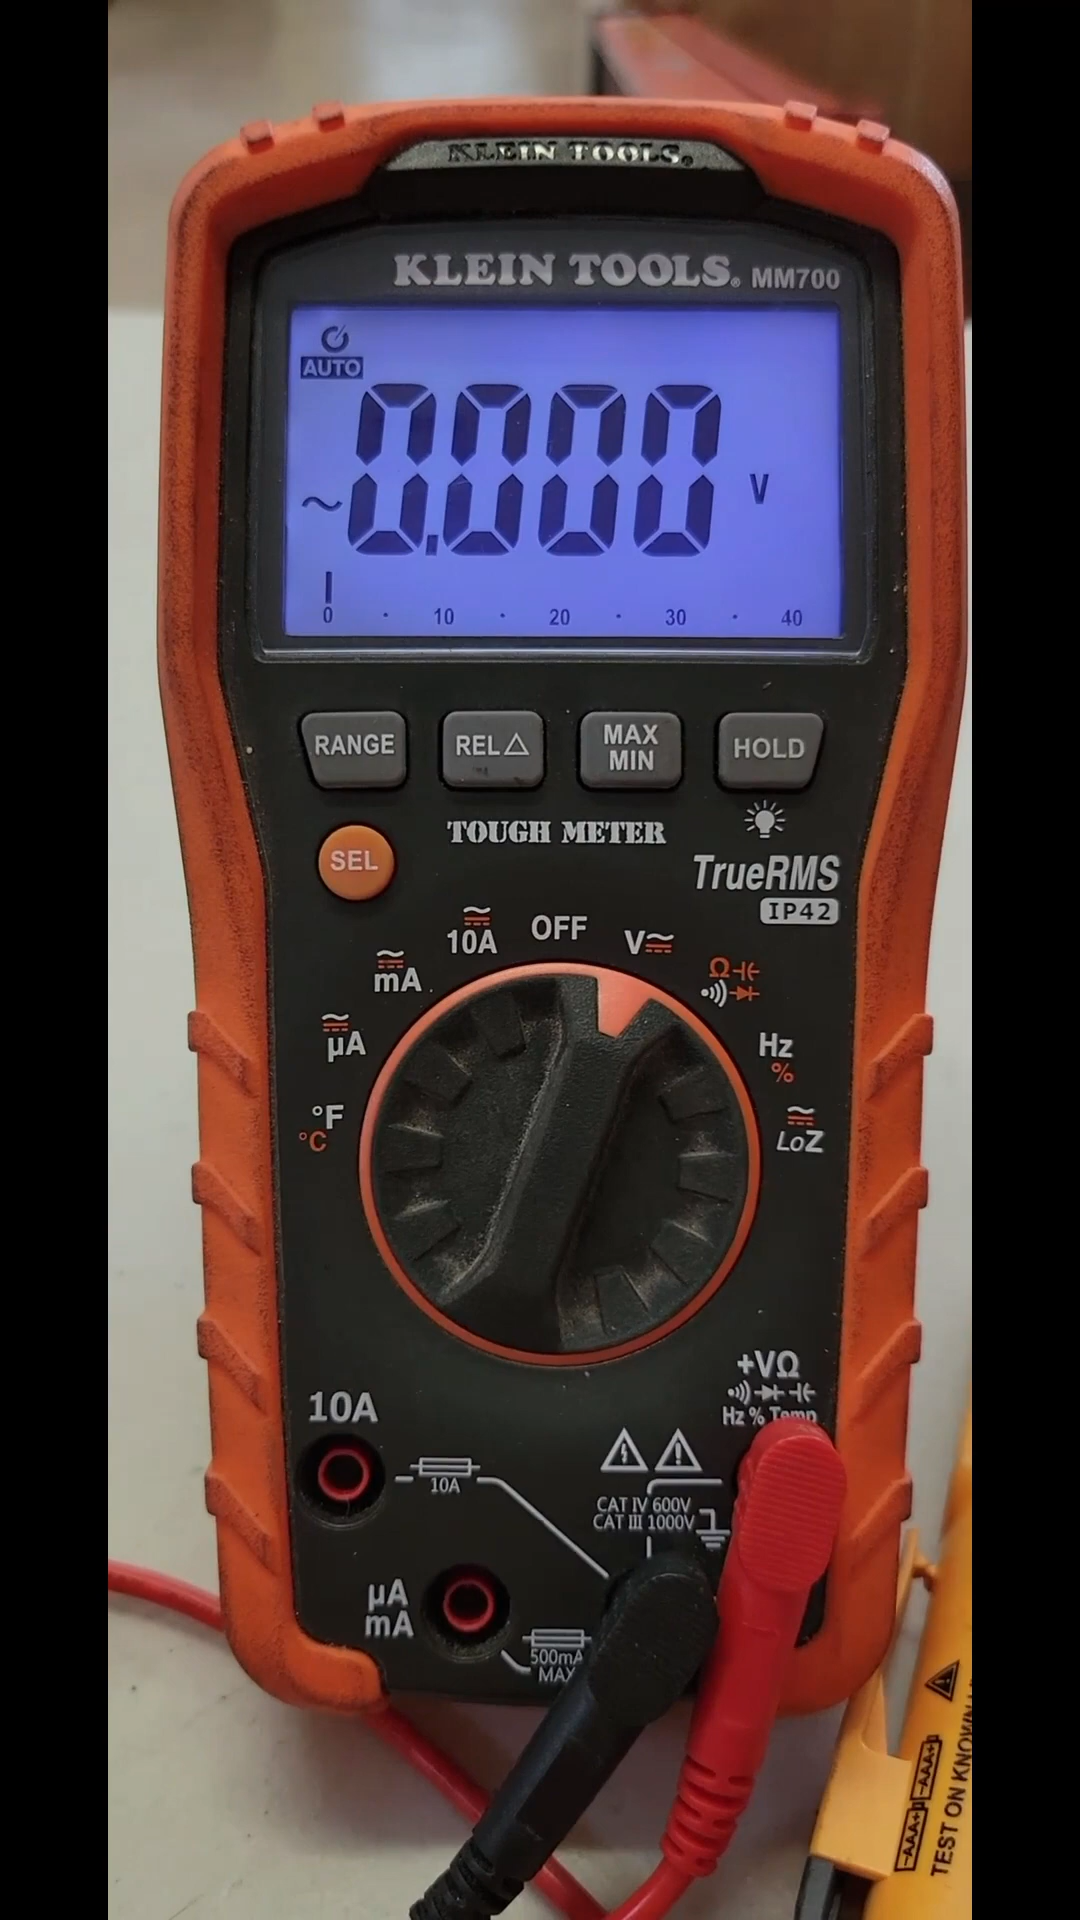 KLEIN TOOLS®
KLEIN TOOLS® MM700
AUTO
~0.000 V
0 10 20 30 40
RANGE
REL△
MAX
MIN
HOLD
SEL
TOUGH METER
TrueRMS
IP42
OFF
10A
V
mA
Ω
µA
Hz
%
°F
°C
LoZ
+VΩ
Hz % Temp
10A
10A
CAT IV 600V
CAT III 1000V
µA
mA
500mA
MAX
-AAA+
-AAA+
TEST ON KNOWN